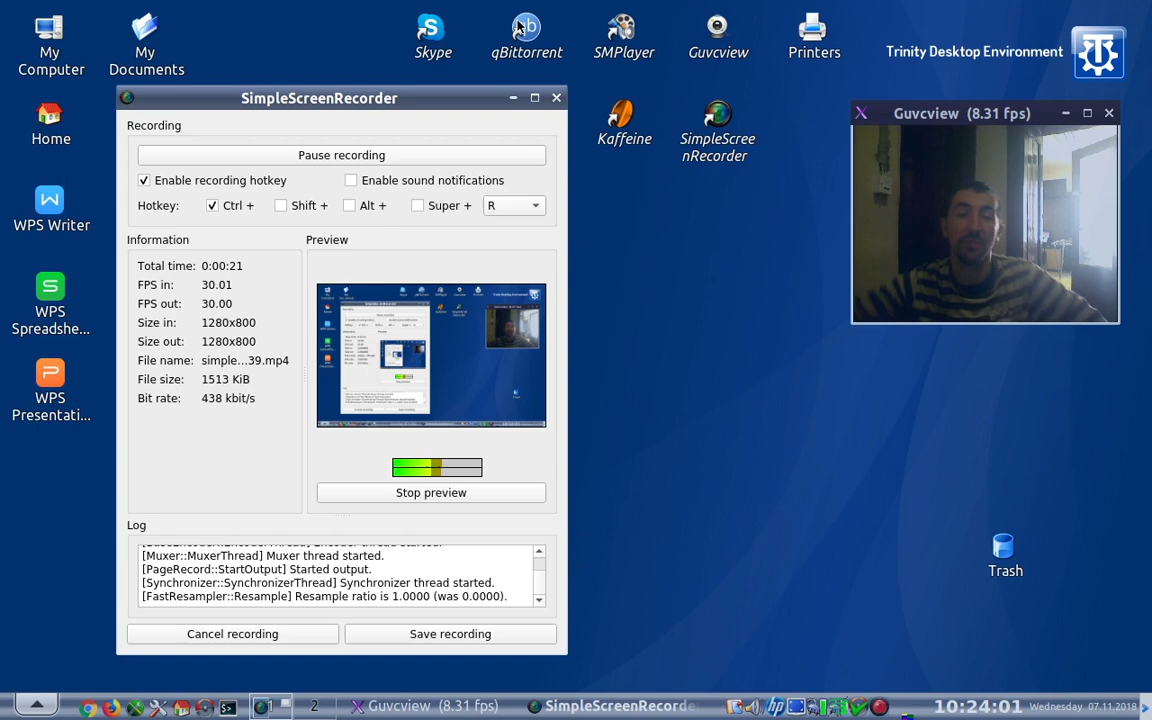 My Computer
My Documents
Skype
qBittorrent
SMPlayer
Guvcview
Printers
Trinity Desktop Environment
Home
WPS Writer
WPS Spreadshe...
WPS Presentati...
Kaffeine
SimpleScree
nRecorder
Guvcview (8.31 fps)
SimpleScreenRecorder
Recording
Pause recording
Enable recording hotkey
Enable sound notifications
Hotkey: Ctrl + Shift + Alt + Super + R
Information
Preview
Total time: 0:00:21
FPS in: 30.01
FPS out: 30.00
Size in: 1280x800
Size out: 1280x800
File name: simple...39.mp4
File size: 1513 KiB
Bit rate: 438 kbit/s
Stop preview
Log
[Muxer::MuxerThread] Muxer thread started.
[PageRecord::StartOutput] Started output.
[Synchronizer::SynchronizerThread] Synchronizer thread started.
[FastResampler::Resample] Resample ratio is 1.0000 (was 0.0000).
Cancel recording
Save recording
Trash
1
2
Guvcview (8.31 fps)
SimpleScreenRecorde
hp
10:24:01
Wednesday 07.11.2018